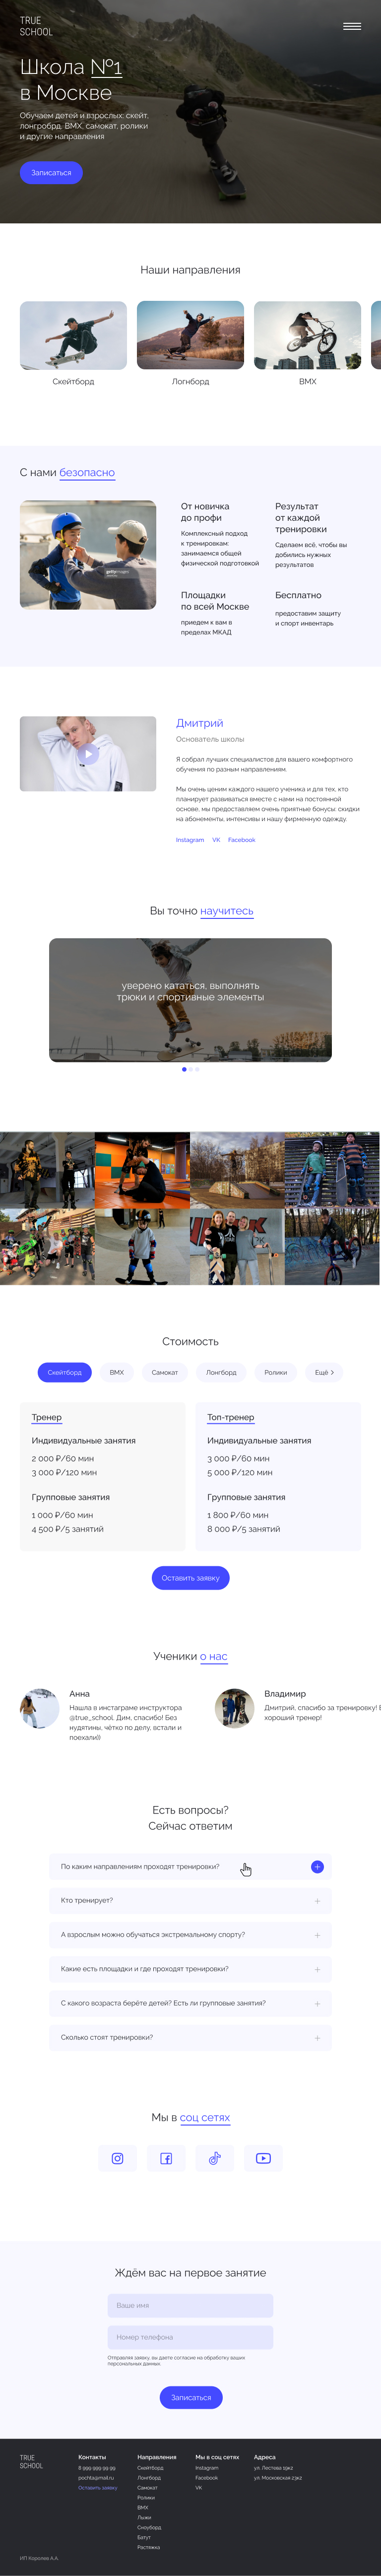 TRUE
SCHOOL
Школа №1
в Москве
Обучаем детей и взрослых: скейт,
лонгробрд, BMX, самокат, ролики
и другие направления
Записаться
Наши направления
Скейтборд
Логнборд
BMX
С нами безопасно
От новичка
до профи
Комплексный подход
к тренировкам:
занимаемся общей
физической подготовкой
Результат
от каждой
тренировки
Сделаем всё, чтобы вы
добились нужных
результатов
Площадки
по всей Москве
приедем к вам в
пределах МКАД
Бесплатно
предоставим защиту
и спорт инвентарь
Дмитрий
Основатель школы
Я собрал лучших специалистов для вашего комфортного
обучения по разным направлениям.
Мы очень ценим каждого нашего ученика и для тех, кто
планирует развиваться вместе с нами на постоянной
основе, мы предоставляем очень приятные бонусы: скидки
на абонементы, интенсивы и нашу фирменную одежду.
Instagram VK Facebook
Вы точно научитесь
уверено кататься, выполнять
трюки и спортивные элементы
Стоимость
Скейтборд
BMX
Самокат
Лонгборд
Ролики
Ещё
Тренер
Индивидуальные занятия
2 000 ₽/60 мин
3 000 ₽/120 мин
Групповые занятия
1 000 ₽/60 мин
4 500 ₽/5 занятий
Топ-тренер
Индивидуальные занятия
3 000 ₽/60 мин
5 000 ₽/120 мин
Групповые занятия
1 800 ₽/60 мин
8 000 ₽/5 занятий
Оставить заявку
Ученики о нас
Анна
Нашла в инстаграме инструктора
@true_school. Дим, спасибо! Без
нудятины, чётко по делу, встали и
поехали))
Владимир
Дмитрий, спасибо за тренировку!
хороший тренер!
Есть вопросы?
Сейчас ответим
По каким направлениям проходят тренировки?
Кто тренирует?
А взрослым можно обучаться экстремальному спорту?
Какие есть площадки и где проходят тренировки?
С какого возраста берёте детей? Есть ли групповые занятия?
Сколько стоят тренировки?
Мы в соц сетях
Ждём вас на первое занятие
Ваше имя
Номер телефона
Отправляя заявку, вы даете согласие на обработку ваших
персональных данных.
Записаться
TRUE
SCHOOL
Контакты
8 999 999 99 99
pochta@mail.ru
Оставить заявку
Направления
Скейтборд
Лонгборд
Самокат
Ролики
BMX
Лыжи
Сноуборд
Батут
Растяжка
Мы в соц сетях
Instagram
Facebook
VK
Адреса
ул. Лестова 19к2
ул. Московская 23к2
ИП Королев А.А.